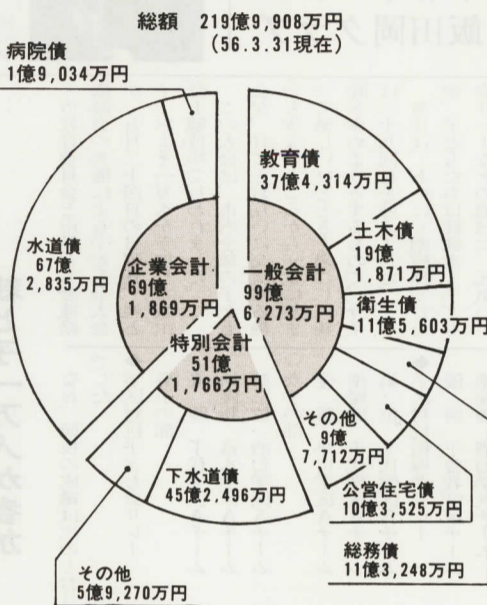 総額 219億9,908万円
(56.3.31現在)
病院債
1億9,034万円
教育債
37億4,314万円
土木債
19億
1,871万円
衛生債
11億5,603万円
水道債
67億
2,835万円
企業会計
69億
1,869万円
一般会計
99億
6,273万円
特別会計
51億
1,766万円
その他
9億
7,712万円
下水道債
45億2,496万円
公営住宅債
10億3,525万円
総務債
11億3,248万円
その他
5億9,270万円